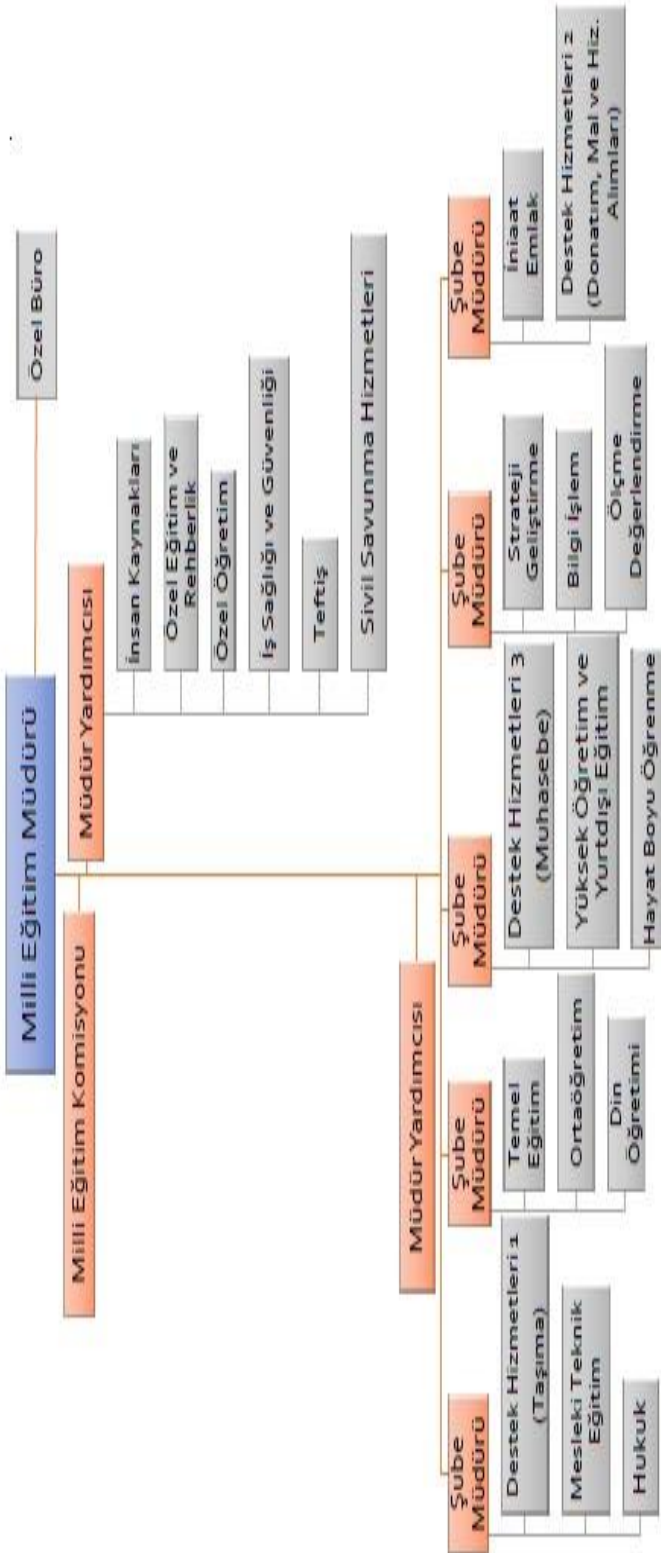 Milli Eğitim Müdürü
Özel Büro
Milli Eğitim Komisyonu
Müdür Yardımcısı
İnsan Kaynakları
Özel Eğitim ve
Rehberlik
Özel Öğretim
İş Sağlığı ve Güvenliği
Teftiş
Sivil Savunma Hizmetleri
Müdür Yardımcısı
Şube
Müdürü
Destek Hizmetleri 1
(Taşıma)
Mesleki Teknik
Eğitim
Hukuk
Şube
Müdürü
Temel
Eğitim
Ortaöğretim
Din
Öğretimi
Şube
Müdürü
Destek Hizmetleri 3
(Muhasebe)
Yüksek Öğretim ve
Yurtdışı Eğitim
Hayat Boyu Öğrenme
Şube
Müdürü
Strateji
Geliştirme
Bilgi İşlem
Ölçme
Değerlendirme
Şube
Müdürü
İniaat
Emlak
Destek Hizmetleri 2
(Donatım, Mal ve Hiz.
Alımları)